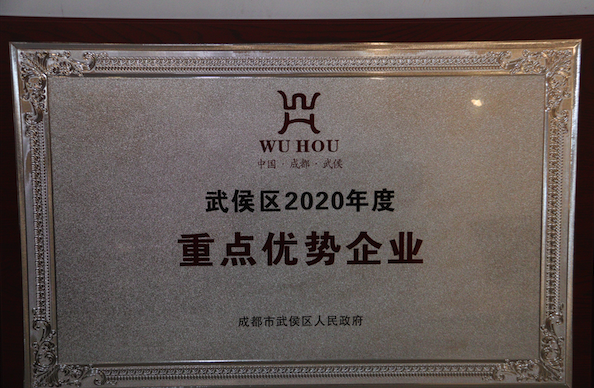 WU HOU
中国·成都·武侯
武侯区2020年度
重点优势企业
成都市武侯区人民政府